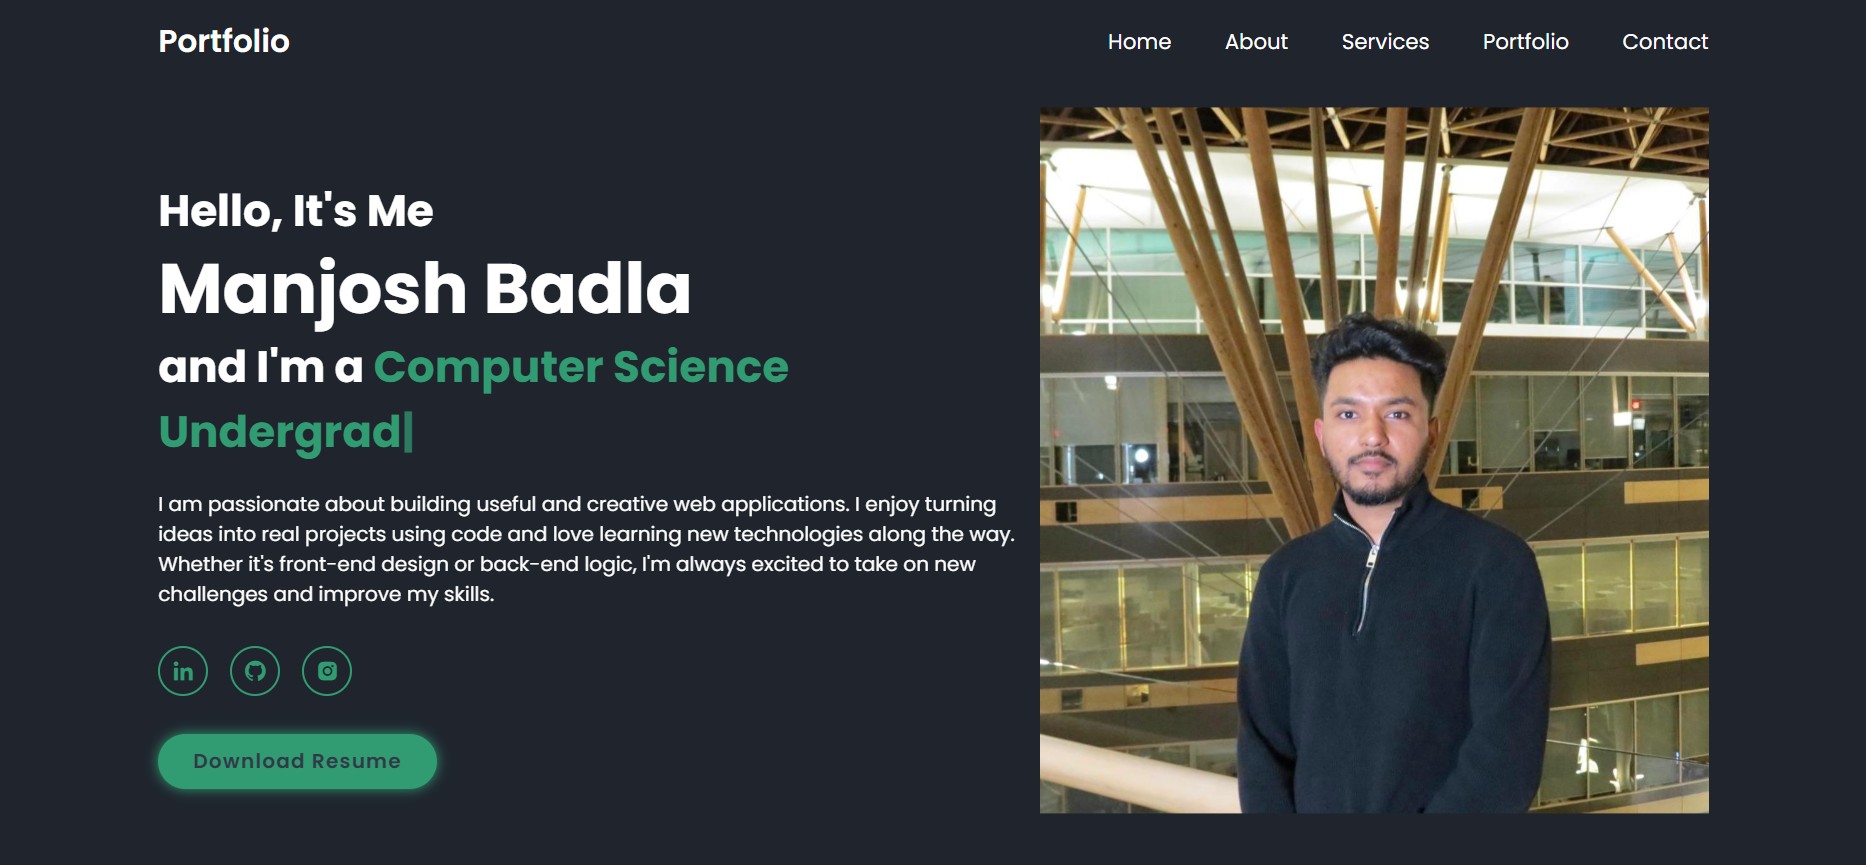 Portfolio
Home About Services Portfolio Contact
Hello, It's Me
Manjosh Badla
and I'm a Computer Science
Undergrad
I am passionate about building useful and creative web applications. I enjoy turning
ideas into real projects using code and love learning new technologies along the way.
Whether it's front-end design or back-end logic, I'm always excited to take on new
challenges and improve my skills.
in
Download Resume